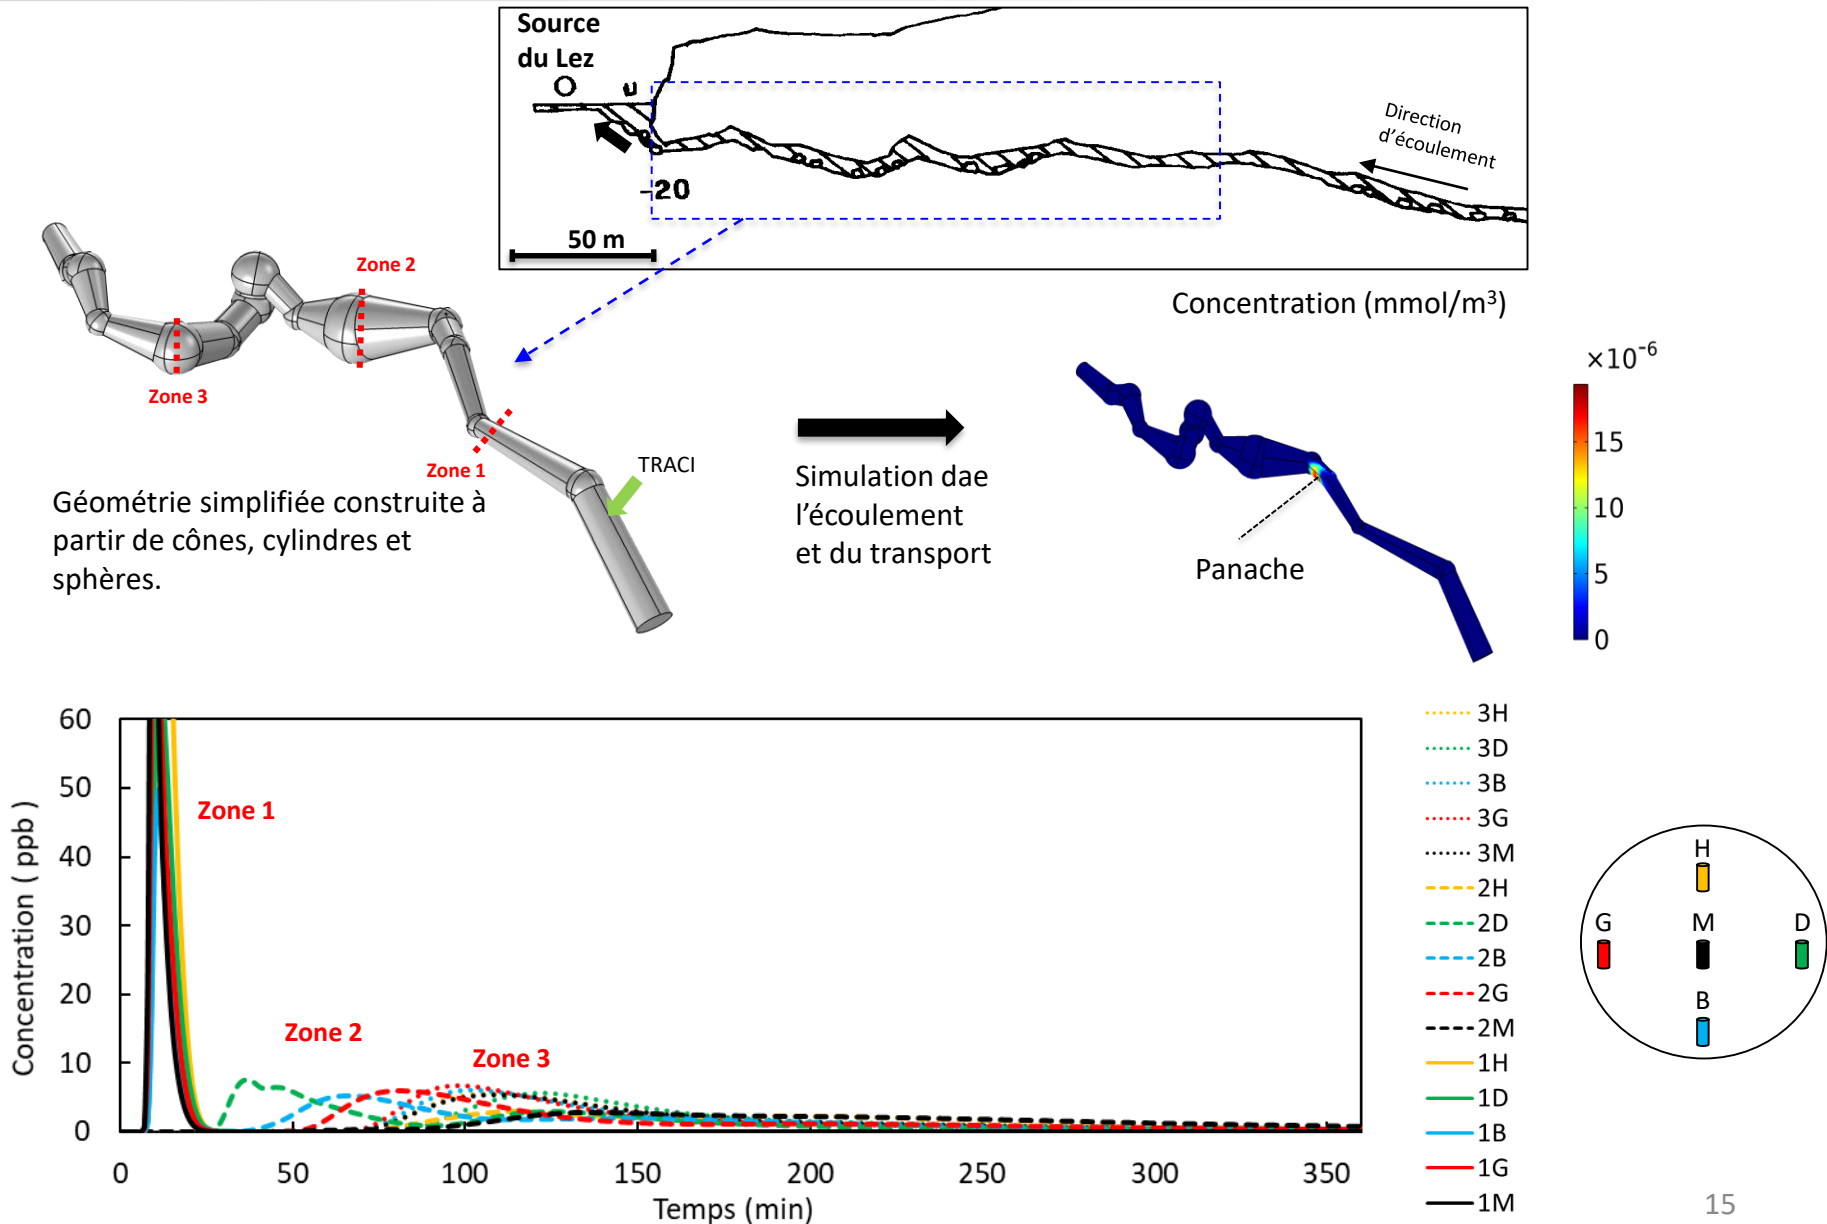 Source
du Lez
-20
50 m
Direction
d'écoulement
Zone 2
Zone 3
Zone 1
TRACI
Géométrie simplifiée construite à
partir de cônes, cylindres et
sphères.
Simulation dae
l'écoulement
et du transport
Concentration (mmol/m³)
×10⁻⁶
15
10
5
0
Panache
Concentration ( ppb )
60
50
40
30
20
10
0
Zone 1
Zone 2
Zone 3
0
50
100
150
200
250
300
350
Temps (min)
3H
3D
3B
3G
3M
2H
2D
2B
2G
2M
1H
1D
1B
1G
1M
H
G
M
D
B
15